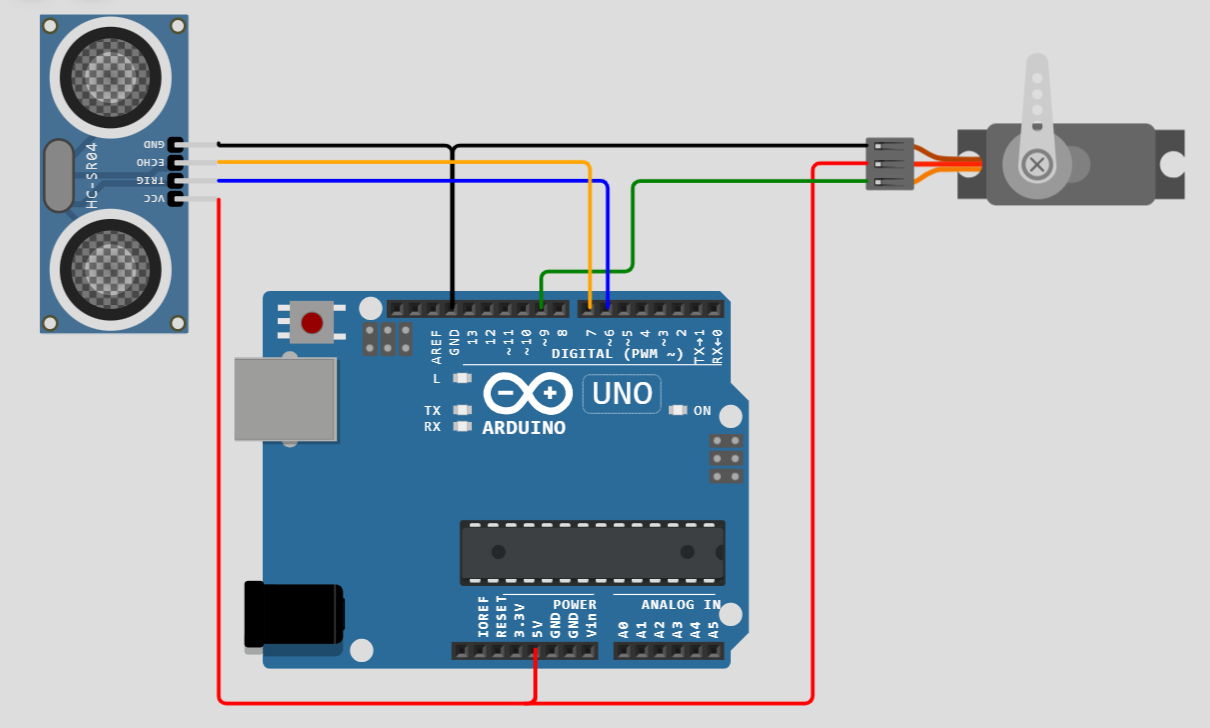 GND
ECHO
TRIG
VCC
HC-SR04
AREF
GND
13
12
~11
~10
~9
8
7
~6
~5
4
~3
2
TX→1
RX←0
DIGITAL (PWM ~)
L
TX
RX
UNO
ON
ARDUINO
POWER
ANALOG IN
IOREF
RESET
3.3V
5V
GND
GND
Vin
A0
A1
A2
A3
A4
A5